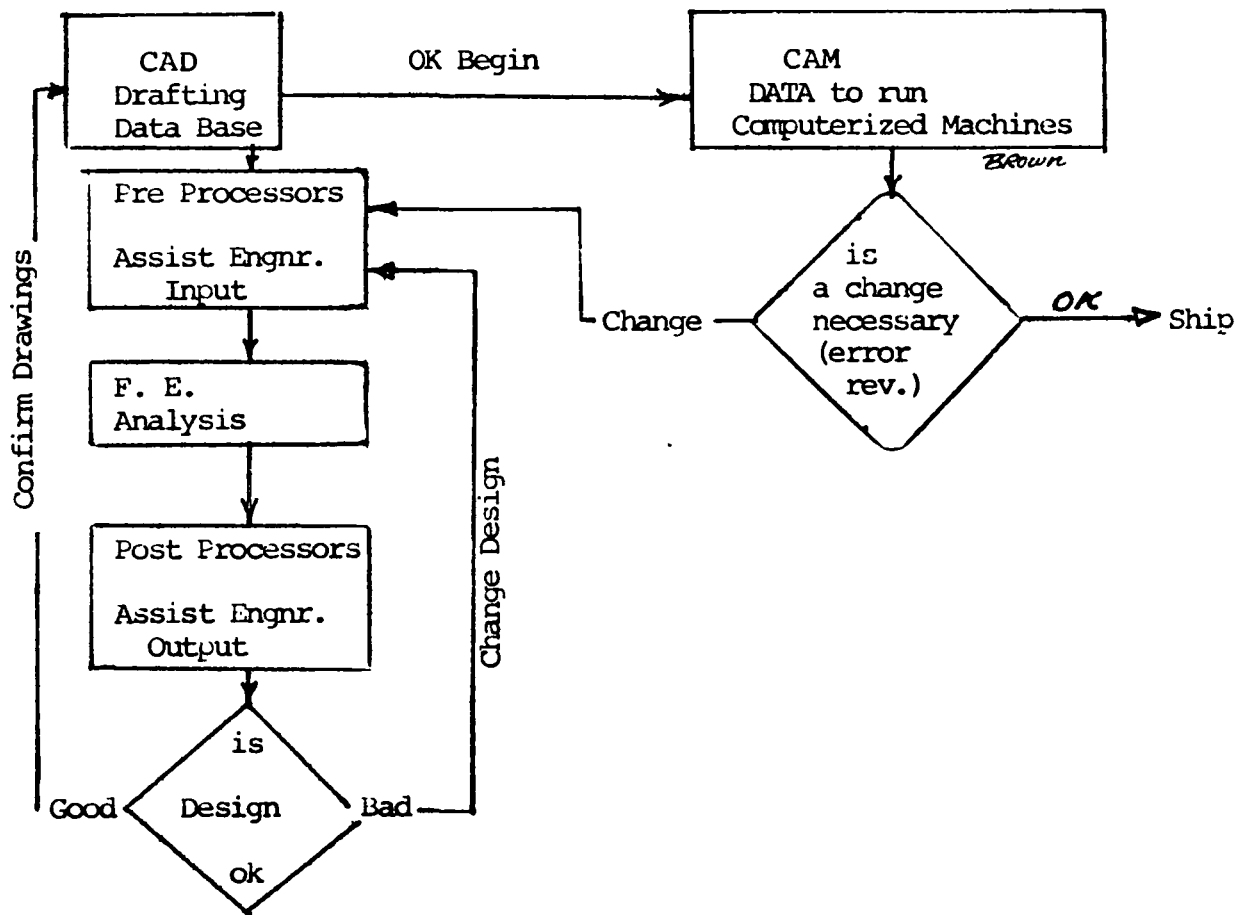 CAD
Drafting
Data Base
OK Begin
CAM
DATA to run
Computerized Machines
BROWN
Pre Processors
Assist Engnr.
Input
is
a change
necessary
(error
rev.)
Change
OK
Ship
F. E.
Analysis
Confirm Drawings
Change Design
Post Processors
Assist Engnr.
Output
is
Design
ok
Good
Bad